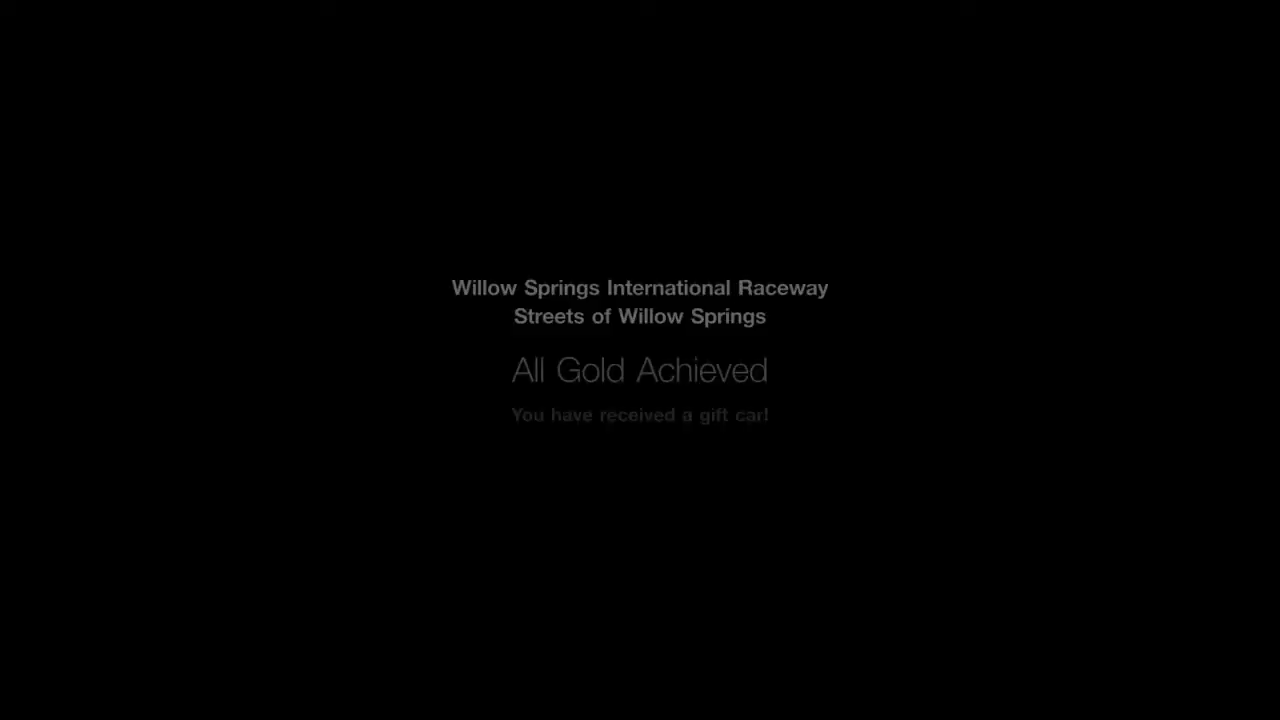 Willow Springs International Raceway
Streets of Willow Springs
All Gold Achieved
You have received a gift car!